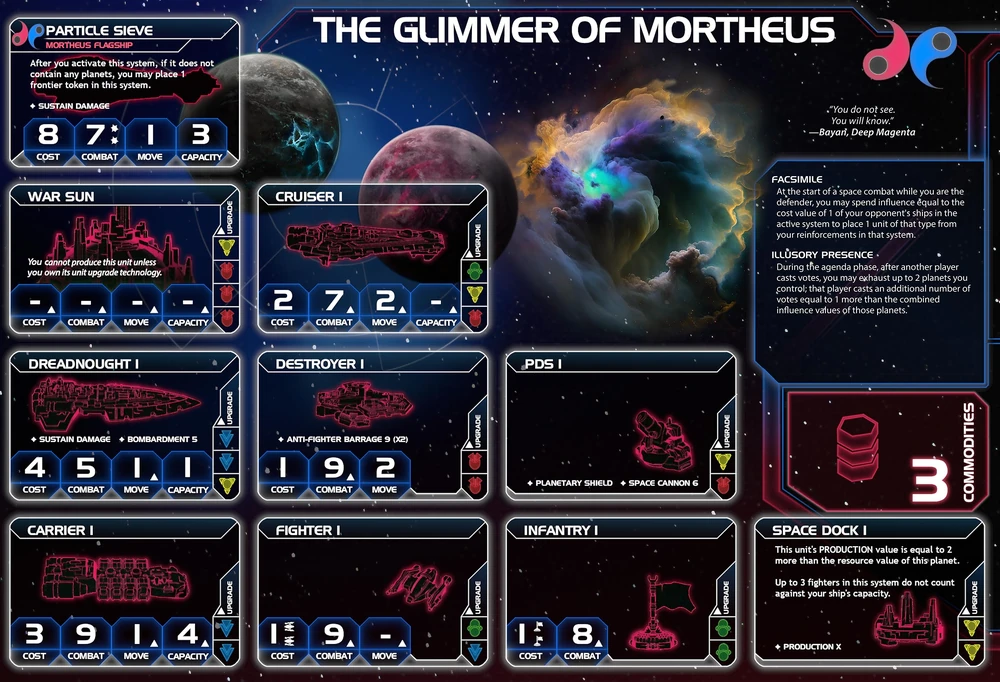 THE GLIMMER OF MORTHEUS
PARTICLE SIEVE
MORTHEUS FLAGSHIP
After you activate this system, if it does not
contain any planets, you may place 1
frontier token in this system.
SUSTAIN DAMAGE
8 7 1 3
COST COMBAT MOVE CAPACITY
"You do not see.
You will know."
—Bayan, Deep Magenta
FACSIMILE
At the start of a space combat while you are the
defender, you may spend influence equal to the
cost value of 1 of your opponent's ships in the
active system to place 1 unit of that type from
your reinforcements in that system.
ILLUSORY PRESENCE
During the agenda phase, after another player
casts votes, you may exhaust up to 2 planets you
control; that player casts an additional number of
votes equal to 1 more than the combined
influence values of those planets.
WAR SUN
UPGRADE
You cannot produce this unit unless
you own its unit upgrade technology.
- - - -
COST COMBAT MOVE CAPACITY
CRUISER I
UPGRADE
2 7 2 -
COST COMBAT MOVE CAPACITY
DREADNOUGHT I
UPGRADE
SUSTAIN DAMAGE BOMBARDMENT 5
4 5 1 1
COST COMBAT MOVE CAPACITY
DESTROYER I
UPGRADE
ANTI-FIGHTER BARRAGE 9 (X2)
1 9 2
COST COMBAT MOVE
PDS I
UPGRADE
PLANETARY SHIELD SPACE CANNON 6
3
COMMODITIES
CARRIER I
UPGRADE
3 9 1 4
COST COMBAT MOVE CAPACITY
FIGHTER I
UPGRADE
1 9 -
COST COMBAT MOVE
INFANTRY I
UPGRADE
1 8
COST COMBAT
SPACE DOCK I
This unit's PRODUCTION value is equal to 2
more than the resource value of this planet.
Up to 3 fighters in this system do not count
against your ship's capacity.
UPGRADE
PRODUCTION X